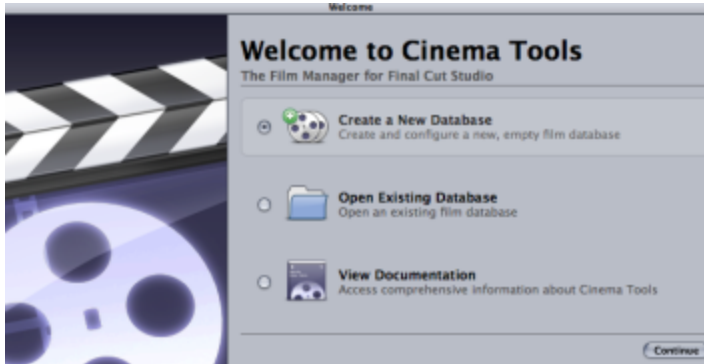 Welcome
Welcome to Cinema Tools
The Film Manager for Final Cut Studio
Create a New Database
Create and configure a new, empty film database
Open Existing Database
Open an existing film database
View Documentation
Access comprehensive information about Cinema Tools
Continue